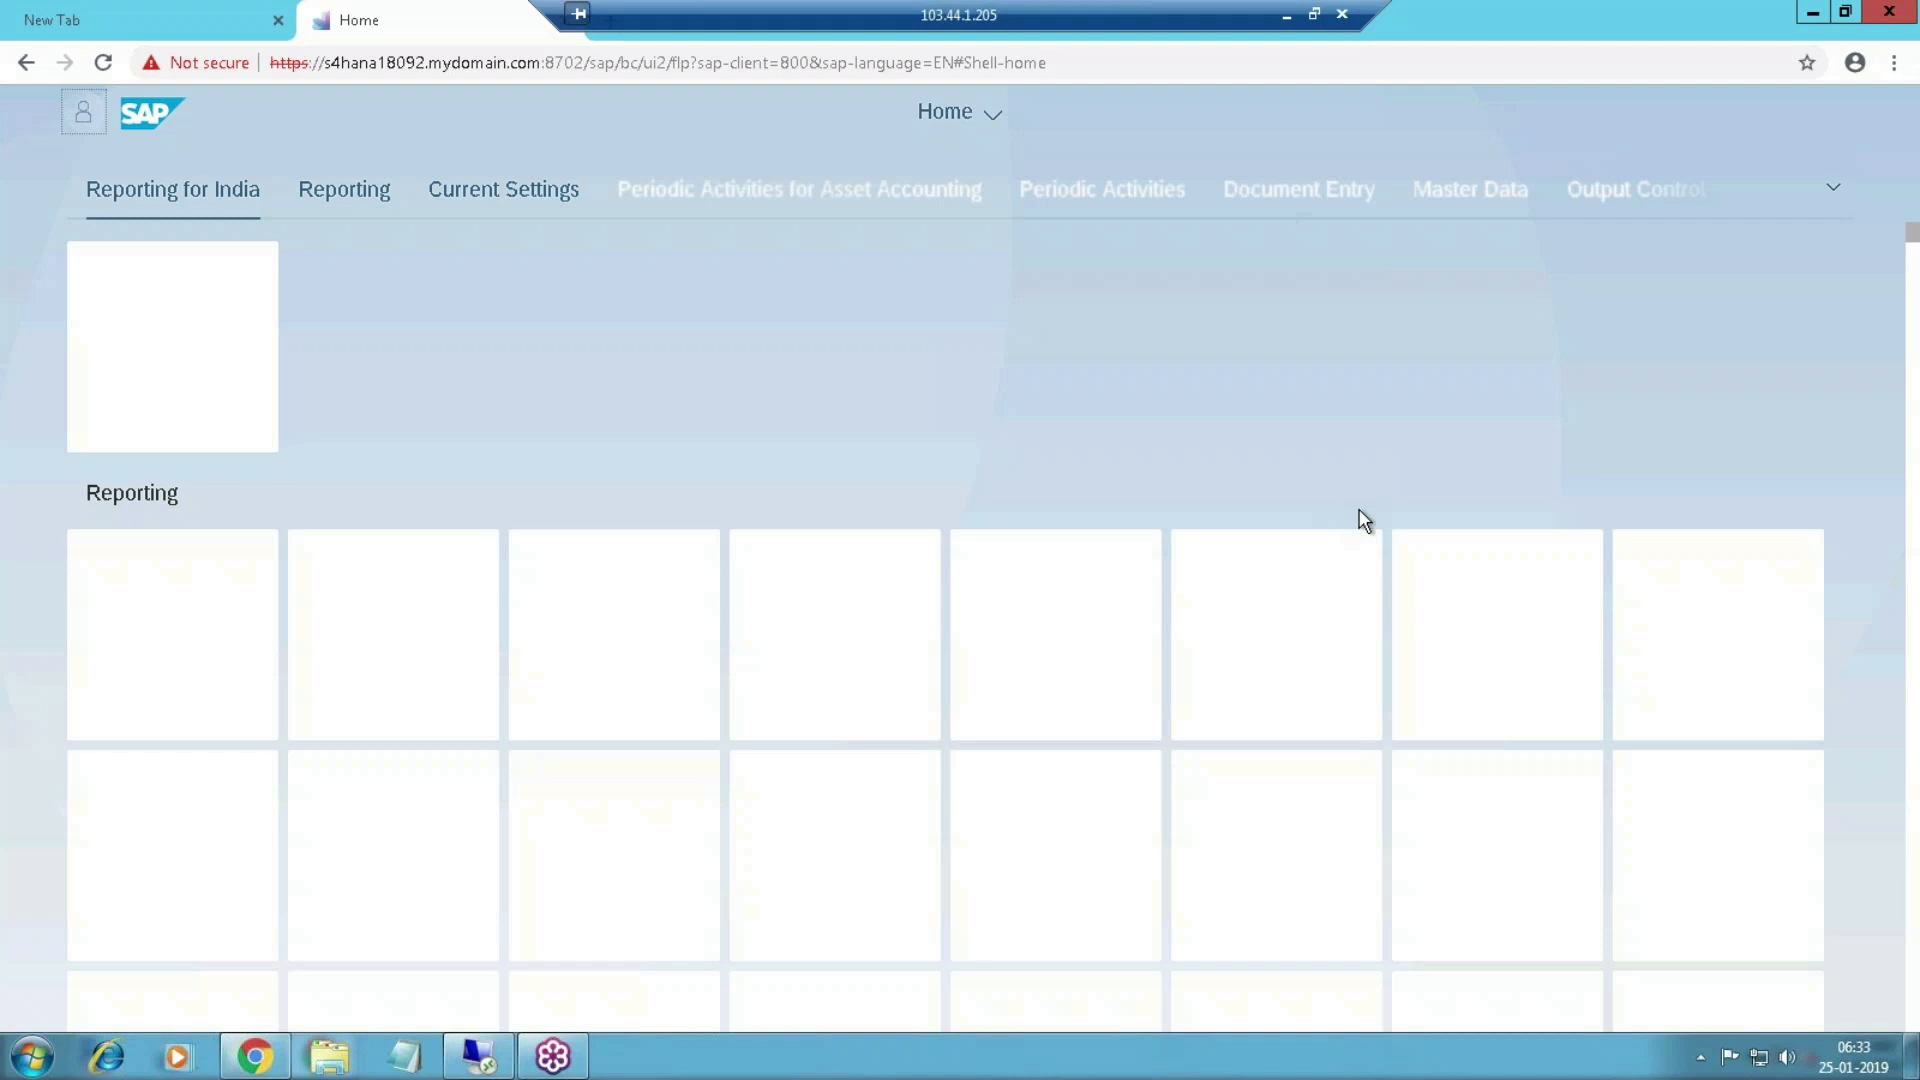 New Tab
Home
103.44.1.205
Not secure
https://s4hana18092.mydomain.com:8702/sap/bc/ui2/flp?sap-client=800&sap-language=EN#Shell-home
SAP
Home
Reporting for India
Reporting
Current Settings
Periodic Activities for Asset Accounting
Periodic Activities
Document Entry
Master Data
Output Control
Reporting
06:33
25-01-2019